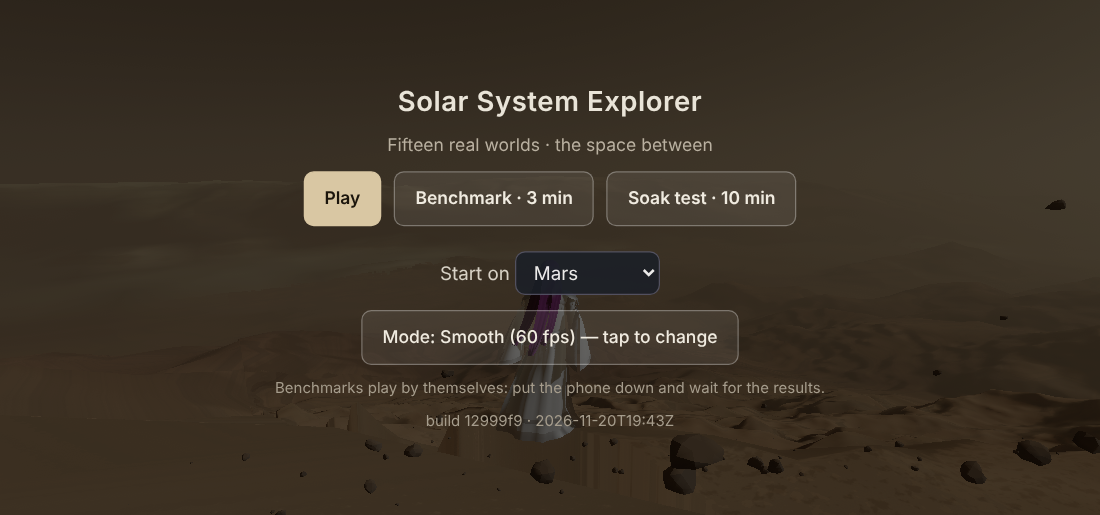 Solar System Explorer
Fifteen real worlds · the space between
Play
Benchmark · 3 min
Soak test · 10 min
Start on Mars
Mode: Smooth (60 fps) — tap to change
Benchmarks play by themselves: put the phone down and wait for the results.
build 12999f9 · 2026-11-20T19:43Z